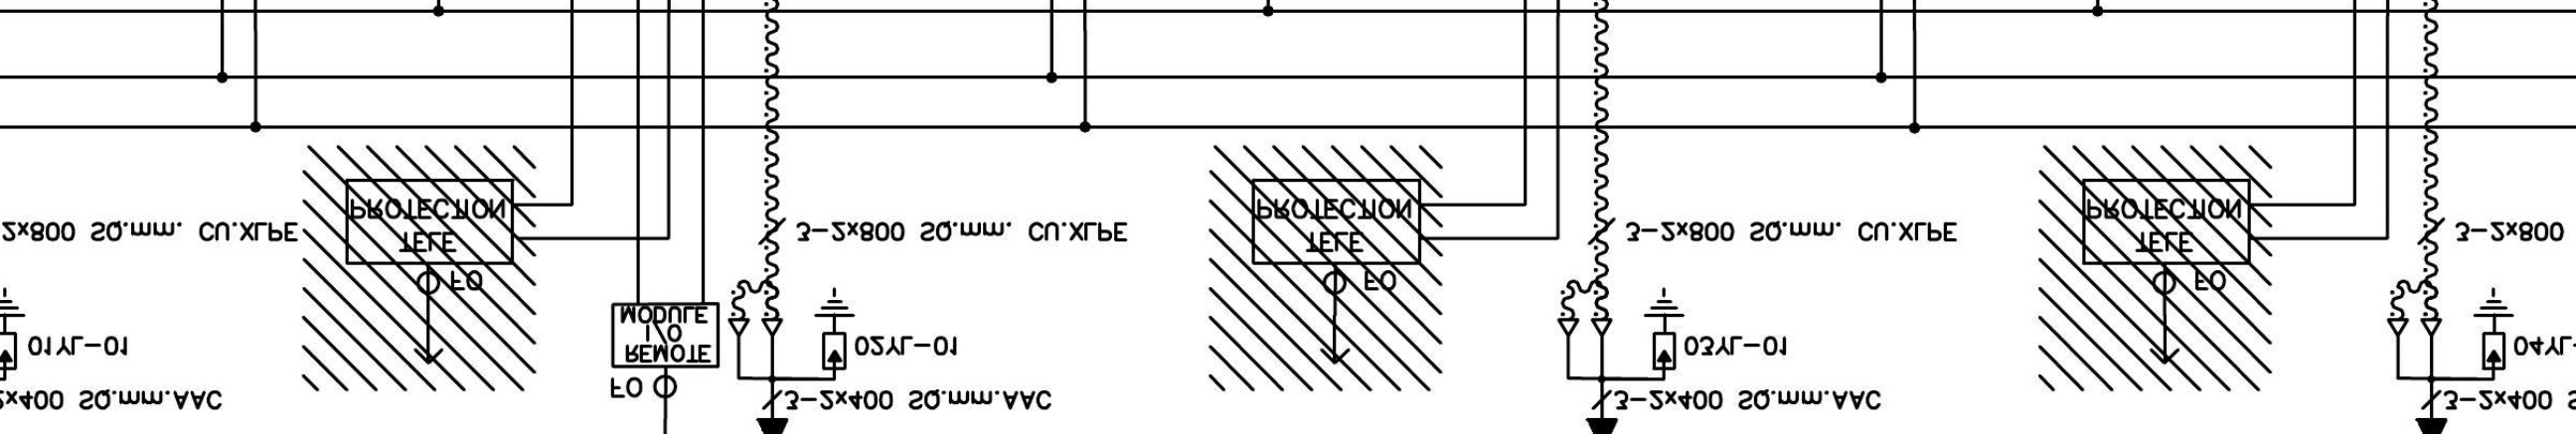 2x800 SQ.mm. CU.XLPE
TELE
PROTECTION
3-2x800 SQ.mm. CU.XLPE
TELE
PROTECTION
3-2x800 SQ.mm. CU.XLPE
TELE
PROTECTION
3-2x800
FO
FO
FO
01YL-01
REMOTE
I/O
MODULE
02YL-01
03YL-01
04YL-
2x400 SQ.mm.AAC
FO
3-2x400 SQ.mm.AAC
3-2x400 SQ.mm.AAC
3-2x400